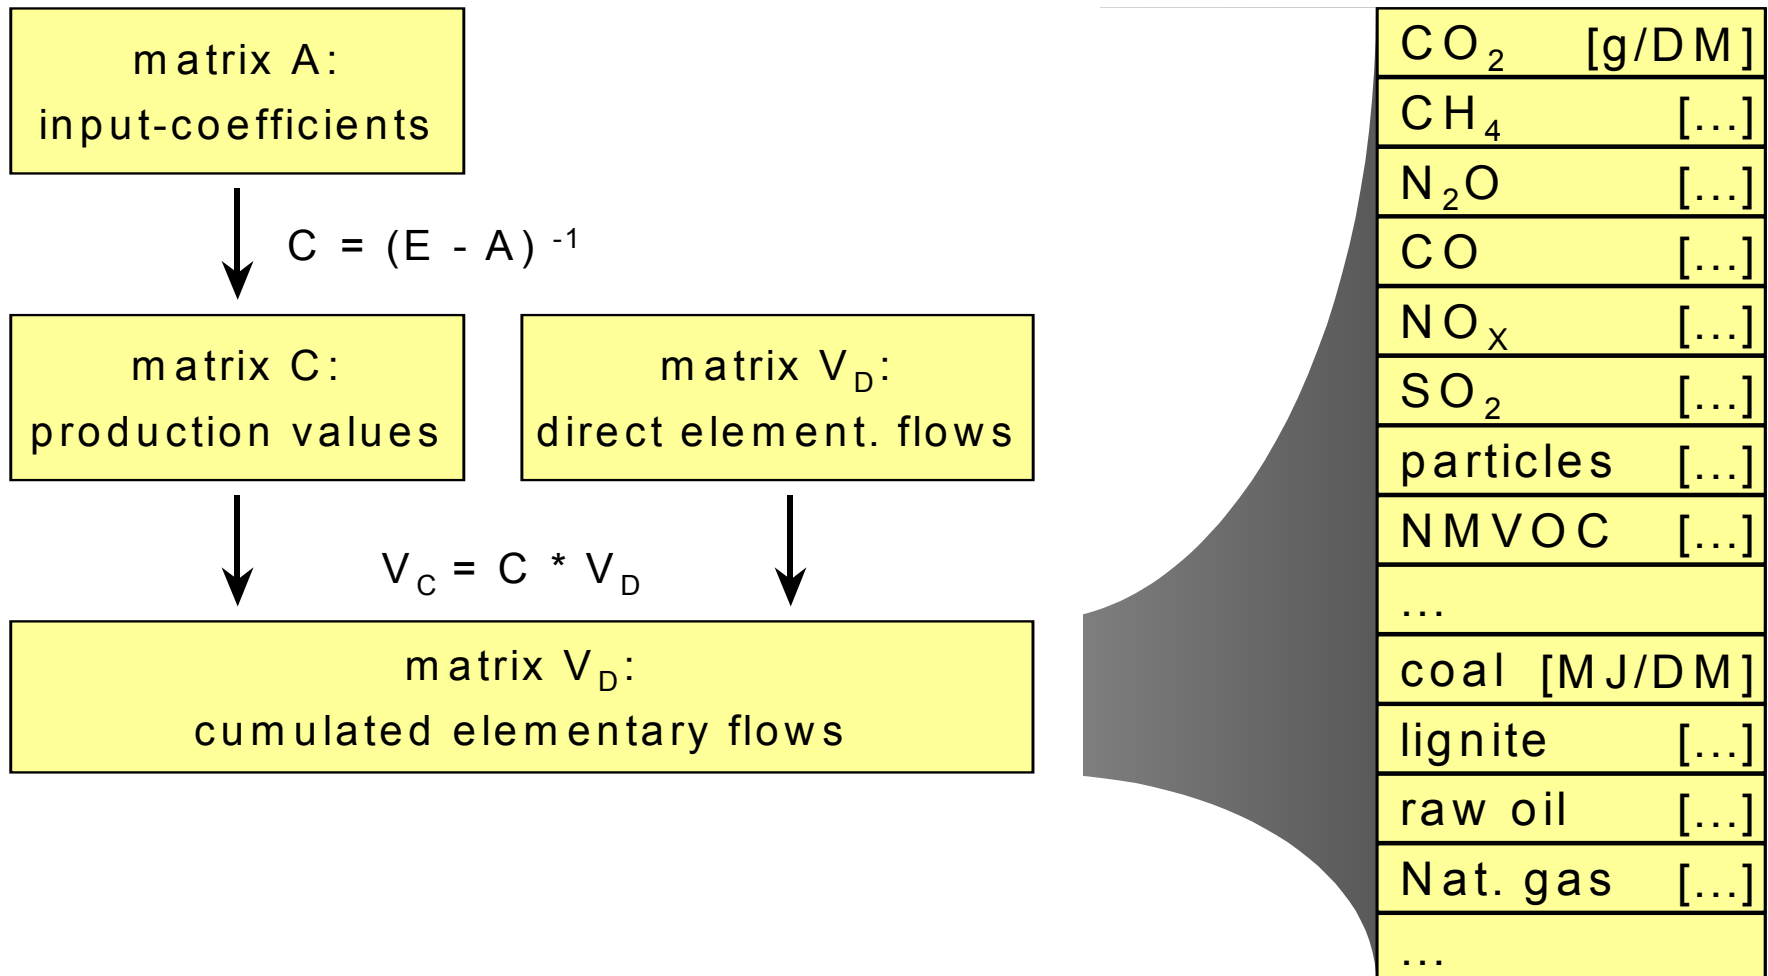 matrix A:
input-coefficients
C = (E - A) -1
matrix C:
production values
matrix VD:
direct element. flows
VC = C * VD
matrix VD:
cumulated elementary flows
CO2 [g/DM]
CH4 [...]
N2O [...]
CO [...]
NOX [...]
SO2 [...]
particles [...]
NMVOC [...]
...
coal [MJ/DM]
lignite [...]
raw oil [...]
Nat. gas [...]
...